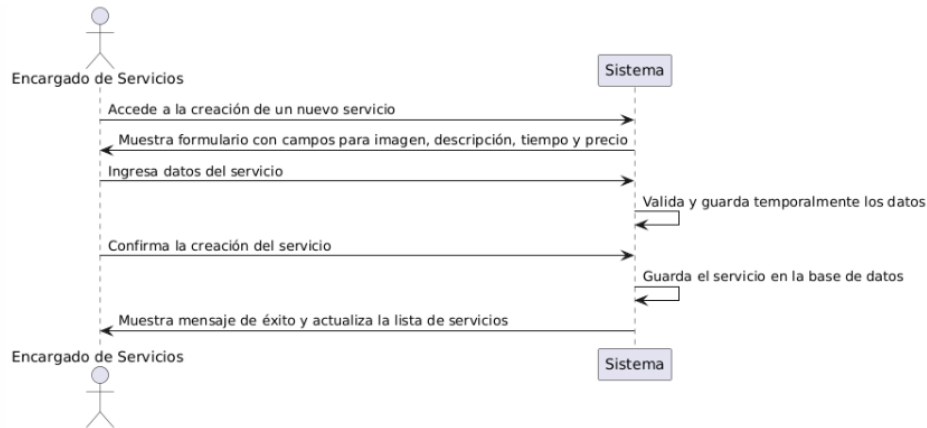 Encargado de Servicios
Sistema
Accede a la creación de un nuevo servicio
Muestra formulario con campos para imagen, descripción, tiempo y precio
Ingresa datos del servicio
Valida y guarda temporalmente los datos
Confirma la creación del servicio
Guarda el servicio en la base de datos
Muestra mensaje de éxito y actualiza la lista de servicios
Encargado de Servicios
Sistema